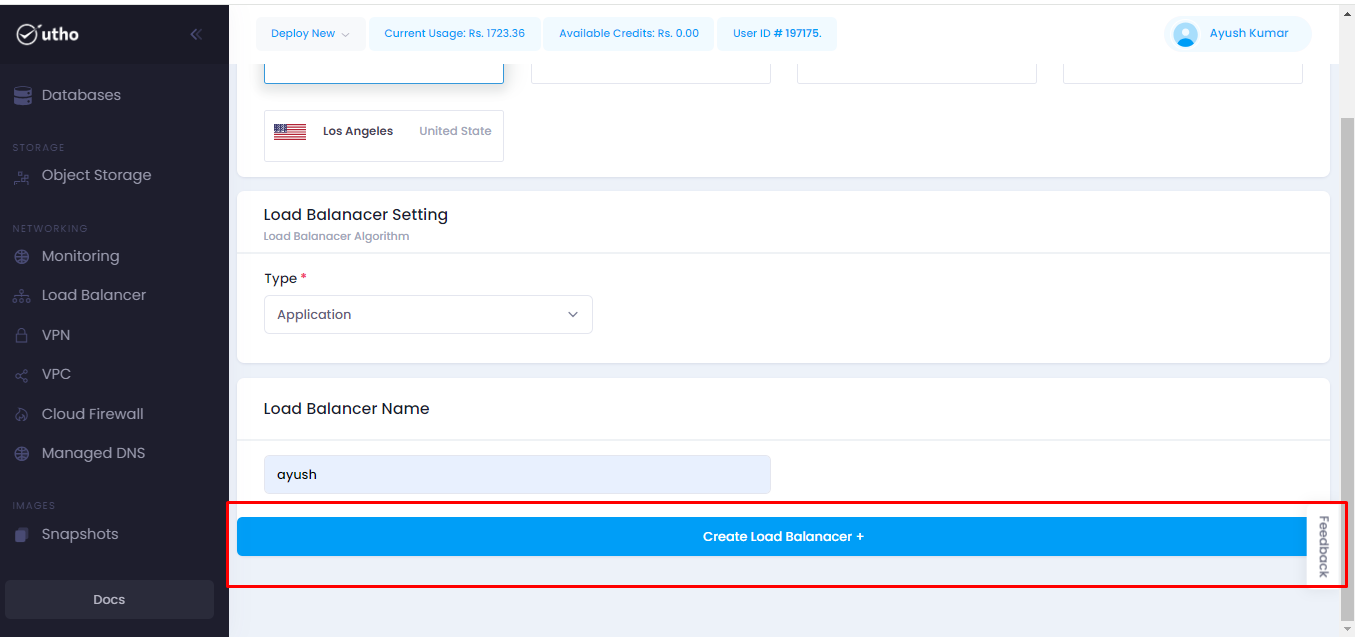 utho
Deploy New
Current Usage: Rs. 1723.36
Available Credits: Rs. 0.00
User ID # 197175.
Ayush Kumar
Databases
STORAGE
Object Storage
NETWORKING
Monitoring
Load Balancer
VPN
VPC
Cloud Firewall
Managed DNS
IMAGES
Snapshots
Docs
Los Angeles United State
Load Balanacer Setting
Load Balanacer Algorithm
Type *
Application
Load Balancer Name
ayush
Create Load Balanacer +
Feedback